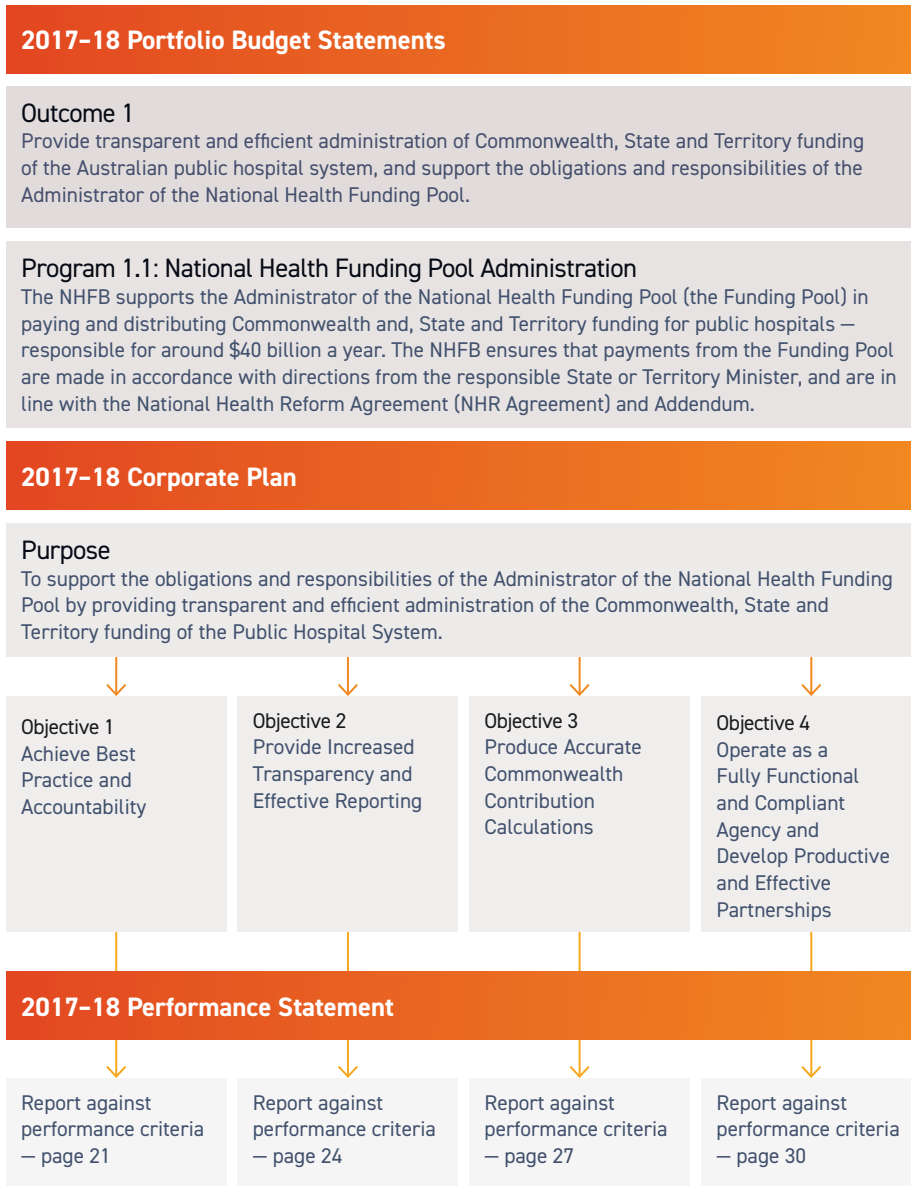 2017–18 Portfolio Budget Statements
Outcome 1
Provide transparent and efficient administration of Commonwealth, State and Territory funding
of the Australian public hospital system, and support the obligations and responsibilities of the
Administrator of the National Health Funding Pool.
Program 1.1: National Health Funding Pool Administration
The NHFB supports the Administrator of the National Health Funding Pool (the Funding Pool) in
paying and distributing Commonwealth and, State and Territory funding for public hospitals —
responsible for around $40 billion a year. The NHFB ensures that payments from the Funding Pool
are made in accordance with directions from the responsible State or Territory Minister, and are in
line with the National Health Reform Agreement (NHR Agreement) and Addendum.
2017–18 Corporate Plan
Purpose
To support the obligations and responsibilities of the Administrator of the National Health Funding
Pool by providing transparent and efficient administration of the Commonwealth, State and
Territory funding of the Public Hospital System.
Objective 1
Achieve Best
Practice and
Accountability
Objective 2
Provide Increased
Transparency and
Effective Reporting
Objective 3
Produce Accurate
Commonwealth
Contribution
Calculations
Objective 4
Operate as a
Fully Functional
and Compliant
Agency and
Develop Productive
and Effective
Partnerships
2017–18 Performance Statement
Report against
performance criteria
— page 21
Report against
performance criteria
— page 24
Report against
performance criteria
— page 27
Report against
performance criteria
— page 30